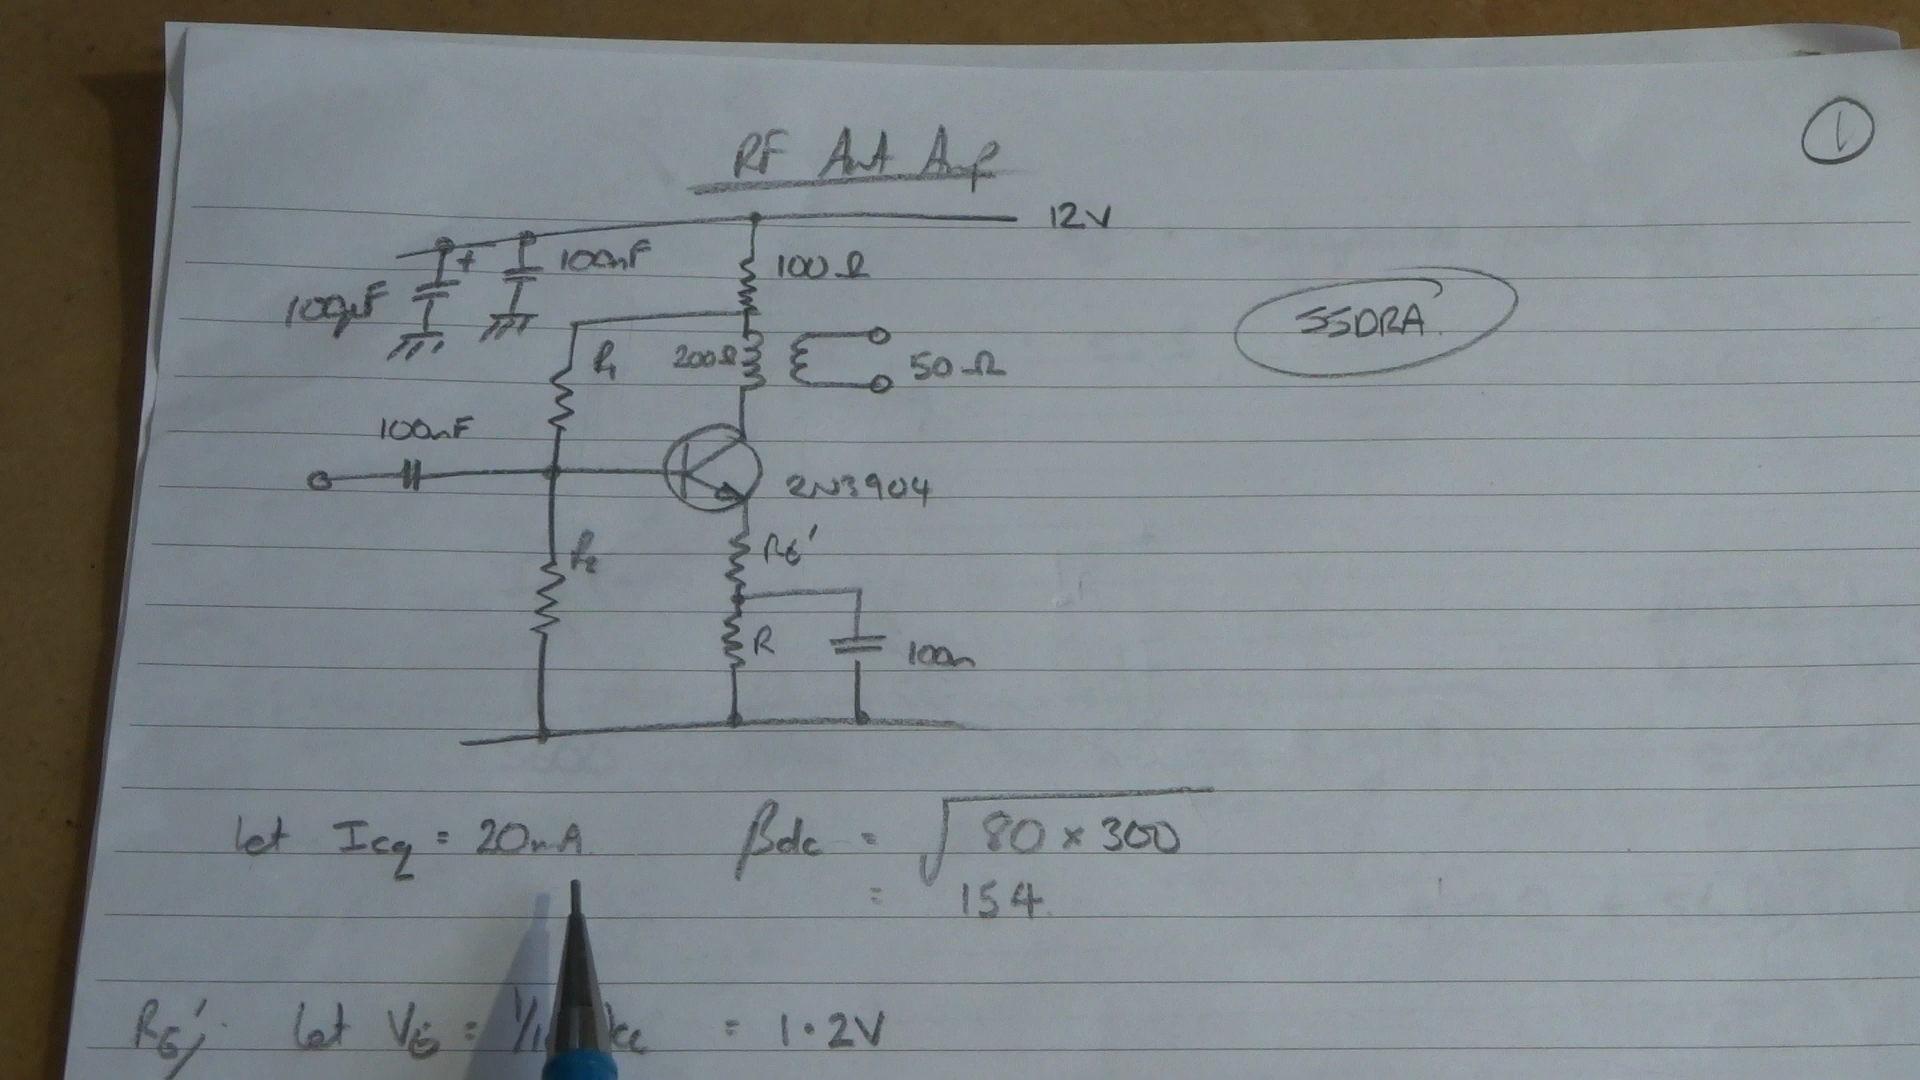 1
RF Ant Amp
12V
100nF
100Ω
100µF
+
SSDRA
R1
200Ω
50Ω
100nF
2N3904
RE'
R2
R
100n
Let Icq = 20mA
βdc = √80 x 300
= 154
RE'; Let VE = = 1.2V